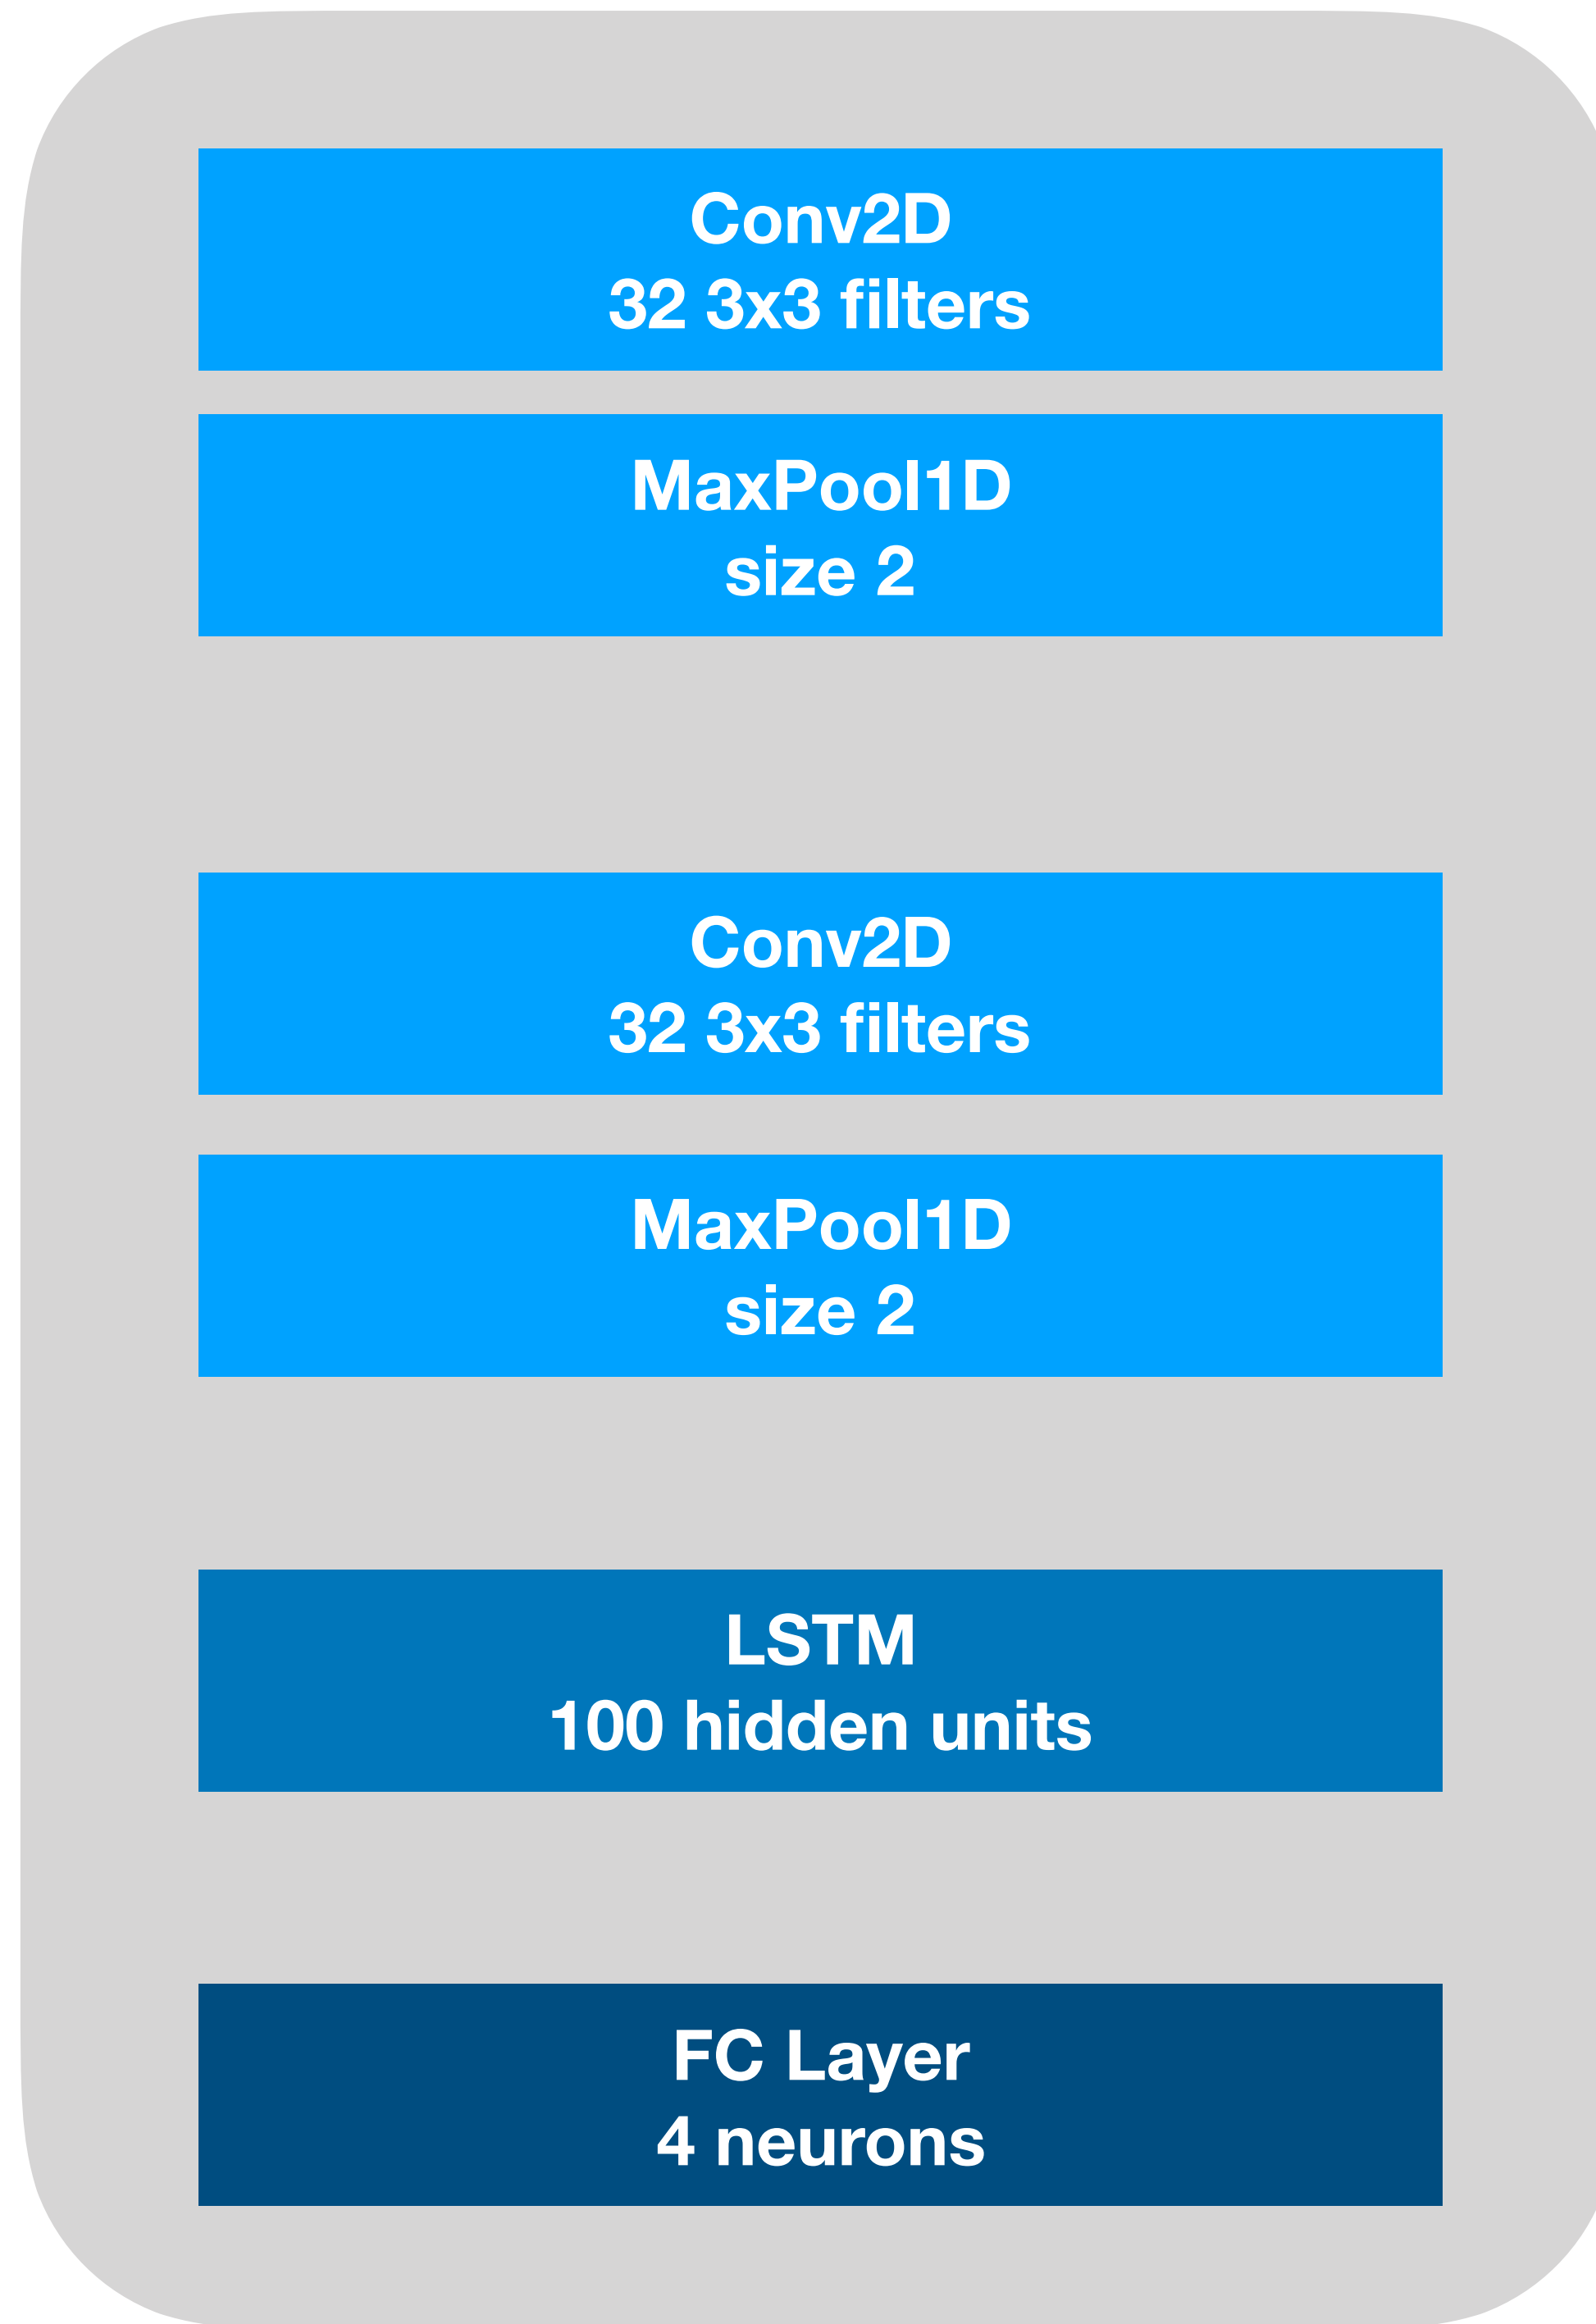 Conv2D
32 3x3 filters
MaxPool1D
size 2
Conv2D
32 3x3 filters
MaxPool1D
size 2
LSTM
100 hidden units
FC Layer
4 neurons